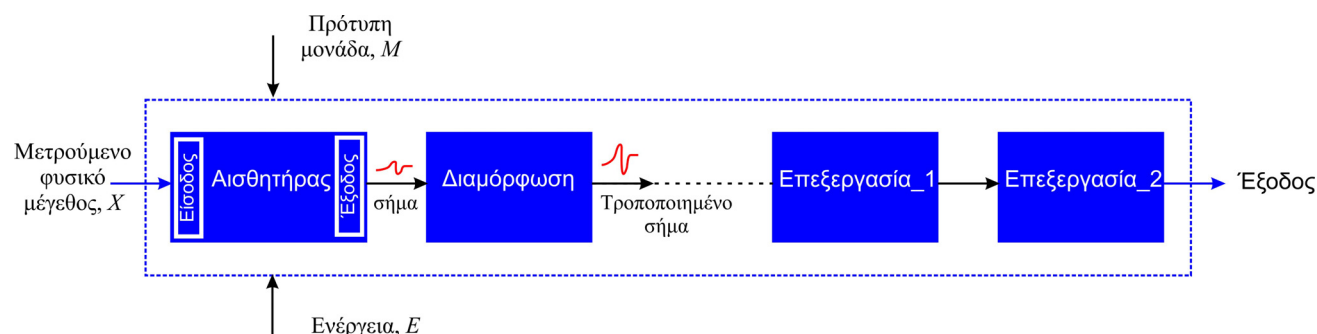 Πρότυπη
μονάδα, M
Μετρούμενο
φυσικό
μέγεθος, X
Είσοδος
Αισθητήρας
Έξοδος
σήμα
Διαμόρφωση
Τροποποιημένο
σήμα
Επεξεργασία_1
Επεξεργασία_2
Έξοδος
Ενέργεια, E